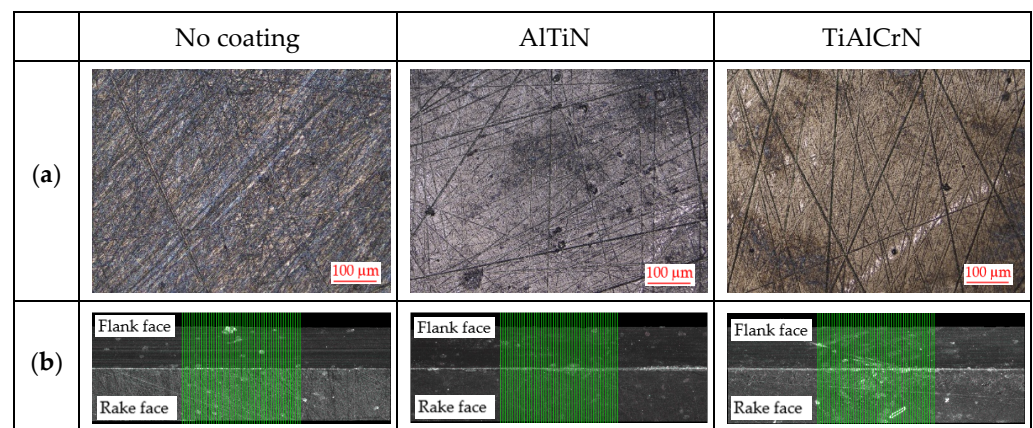 No coating AlTiN TiAlCrN
(a)
100 µm 100 µm 100 µm
(b)
Flank face Flank face Flank face
Rake face Rake face Rake face